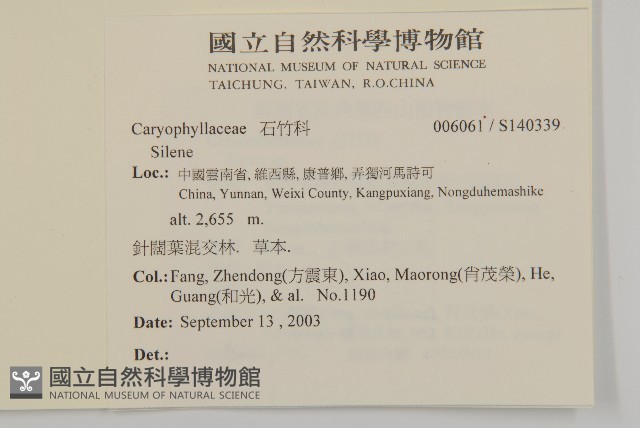 國立自然科學博物館
NATIONAL MUSEUM OF NATURAL SCIENCE
TAICHUNG, TAIWAN, R.O.CHINA
Caryophyllaceae 石竹科 006061* / S140339
Silene
Loc.: 中國雲南省, 維西縣, 康普鄉, 弄獨河馬詩可
China, Yunnan, Weixi County, Kangpuxiang, Nongduhemashike
alt. 2,655 m.
針闊葉混交林. 草本.
Col.: Fang, Zhendong(方震東), Xiao, Maorong(肖茂榮), He,
Guang(和光), & al. No.1190
Date: September 13 , 2003
Det.:
國立自然科學博物館
NATIONAL MUSEUM OF NATURAL SCIENCE